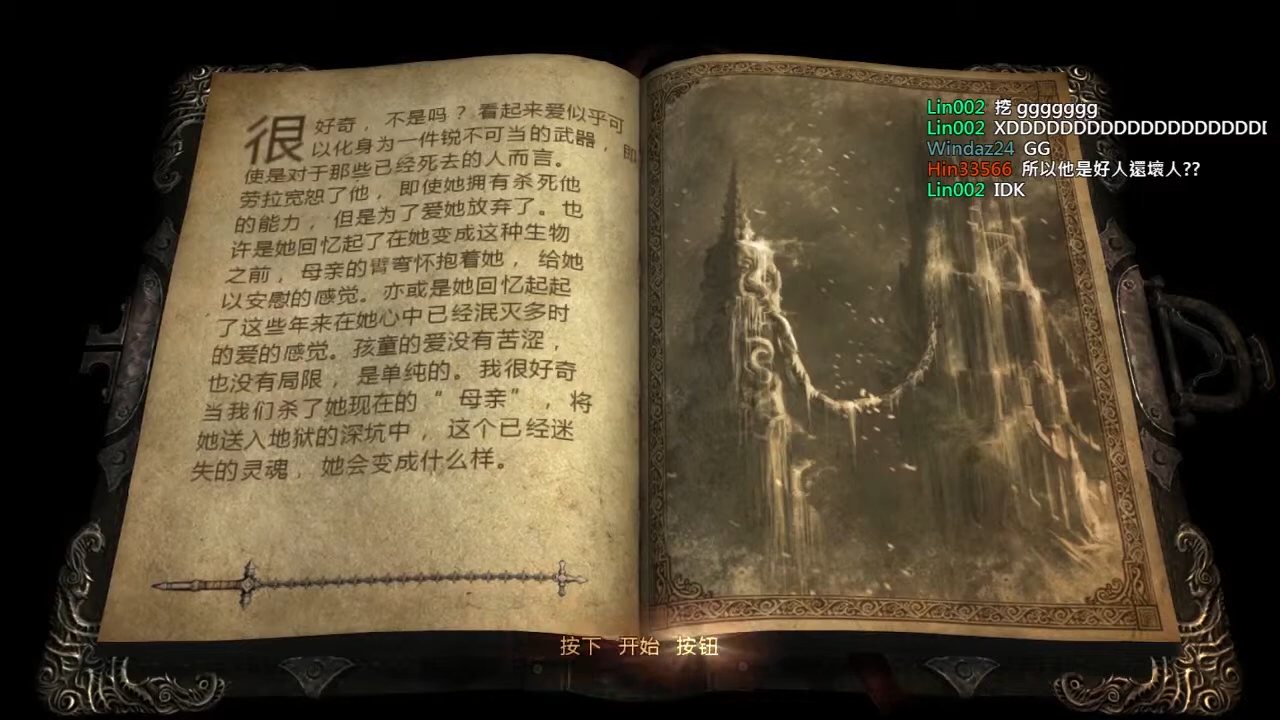 很好奇，不是吗？看起来爱似乎可
以化身为一件锐不可当的武器，即
使是对于那些已经死去的人而言。
劳拉宽恕了他，即使她拥有杀死他
的能力，但是为了爱她放弃了。也
许是她回忆起了在她变成这种生物
之前，母亲的臂弯怀抱着她，给她
以安慰的感觉。亦或是她回忆起起
了这些年来在她心中已经泯灭多时
的爱的感觉。孩童的爱没有苦涩，
也没有局限，是单纯的。我很好奇
当我们杀了她现在的“母亲”，将
她送入地狱的深坑中，这个已经迷
失的灵魂，她会变成什么样。
Lin002 挖 ggggggg
Lin002 XDDDDDDDDDDDDDDDDDDDDD
Windaz24 GG
Hin33566 所以他是好人還壞人??
Lin002 IDK
按下 开始 按钮